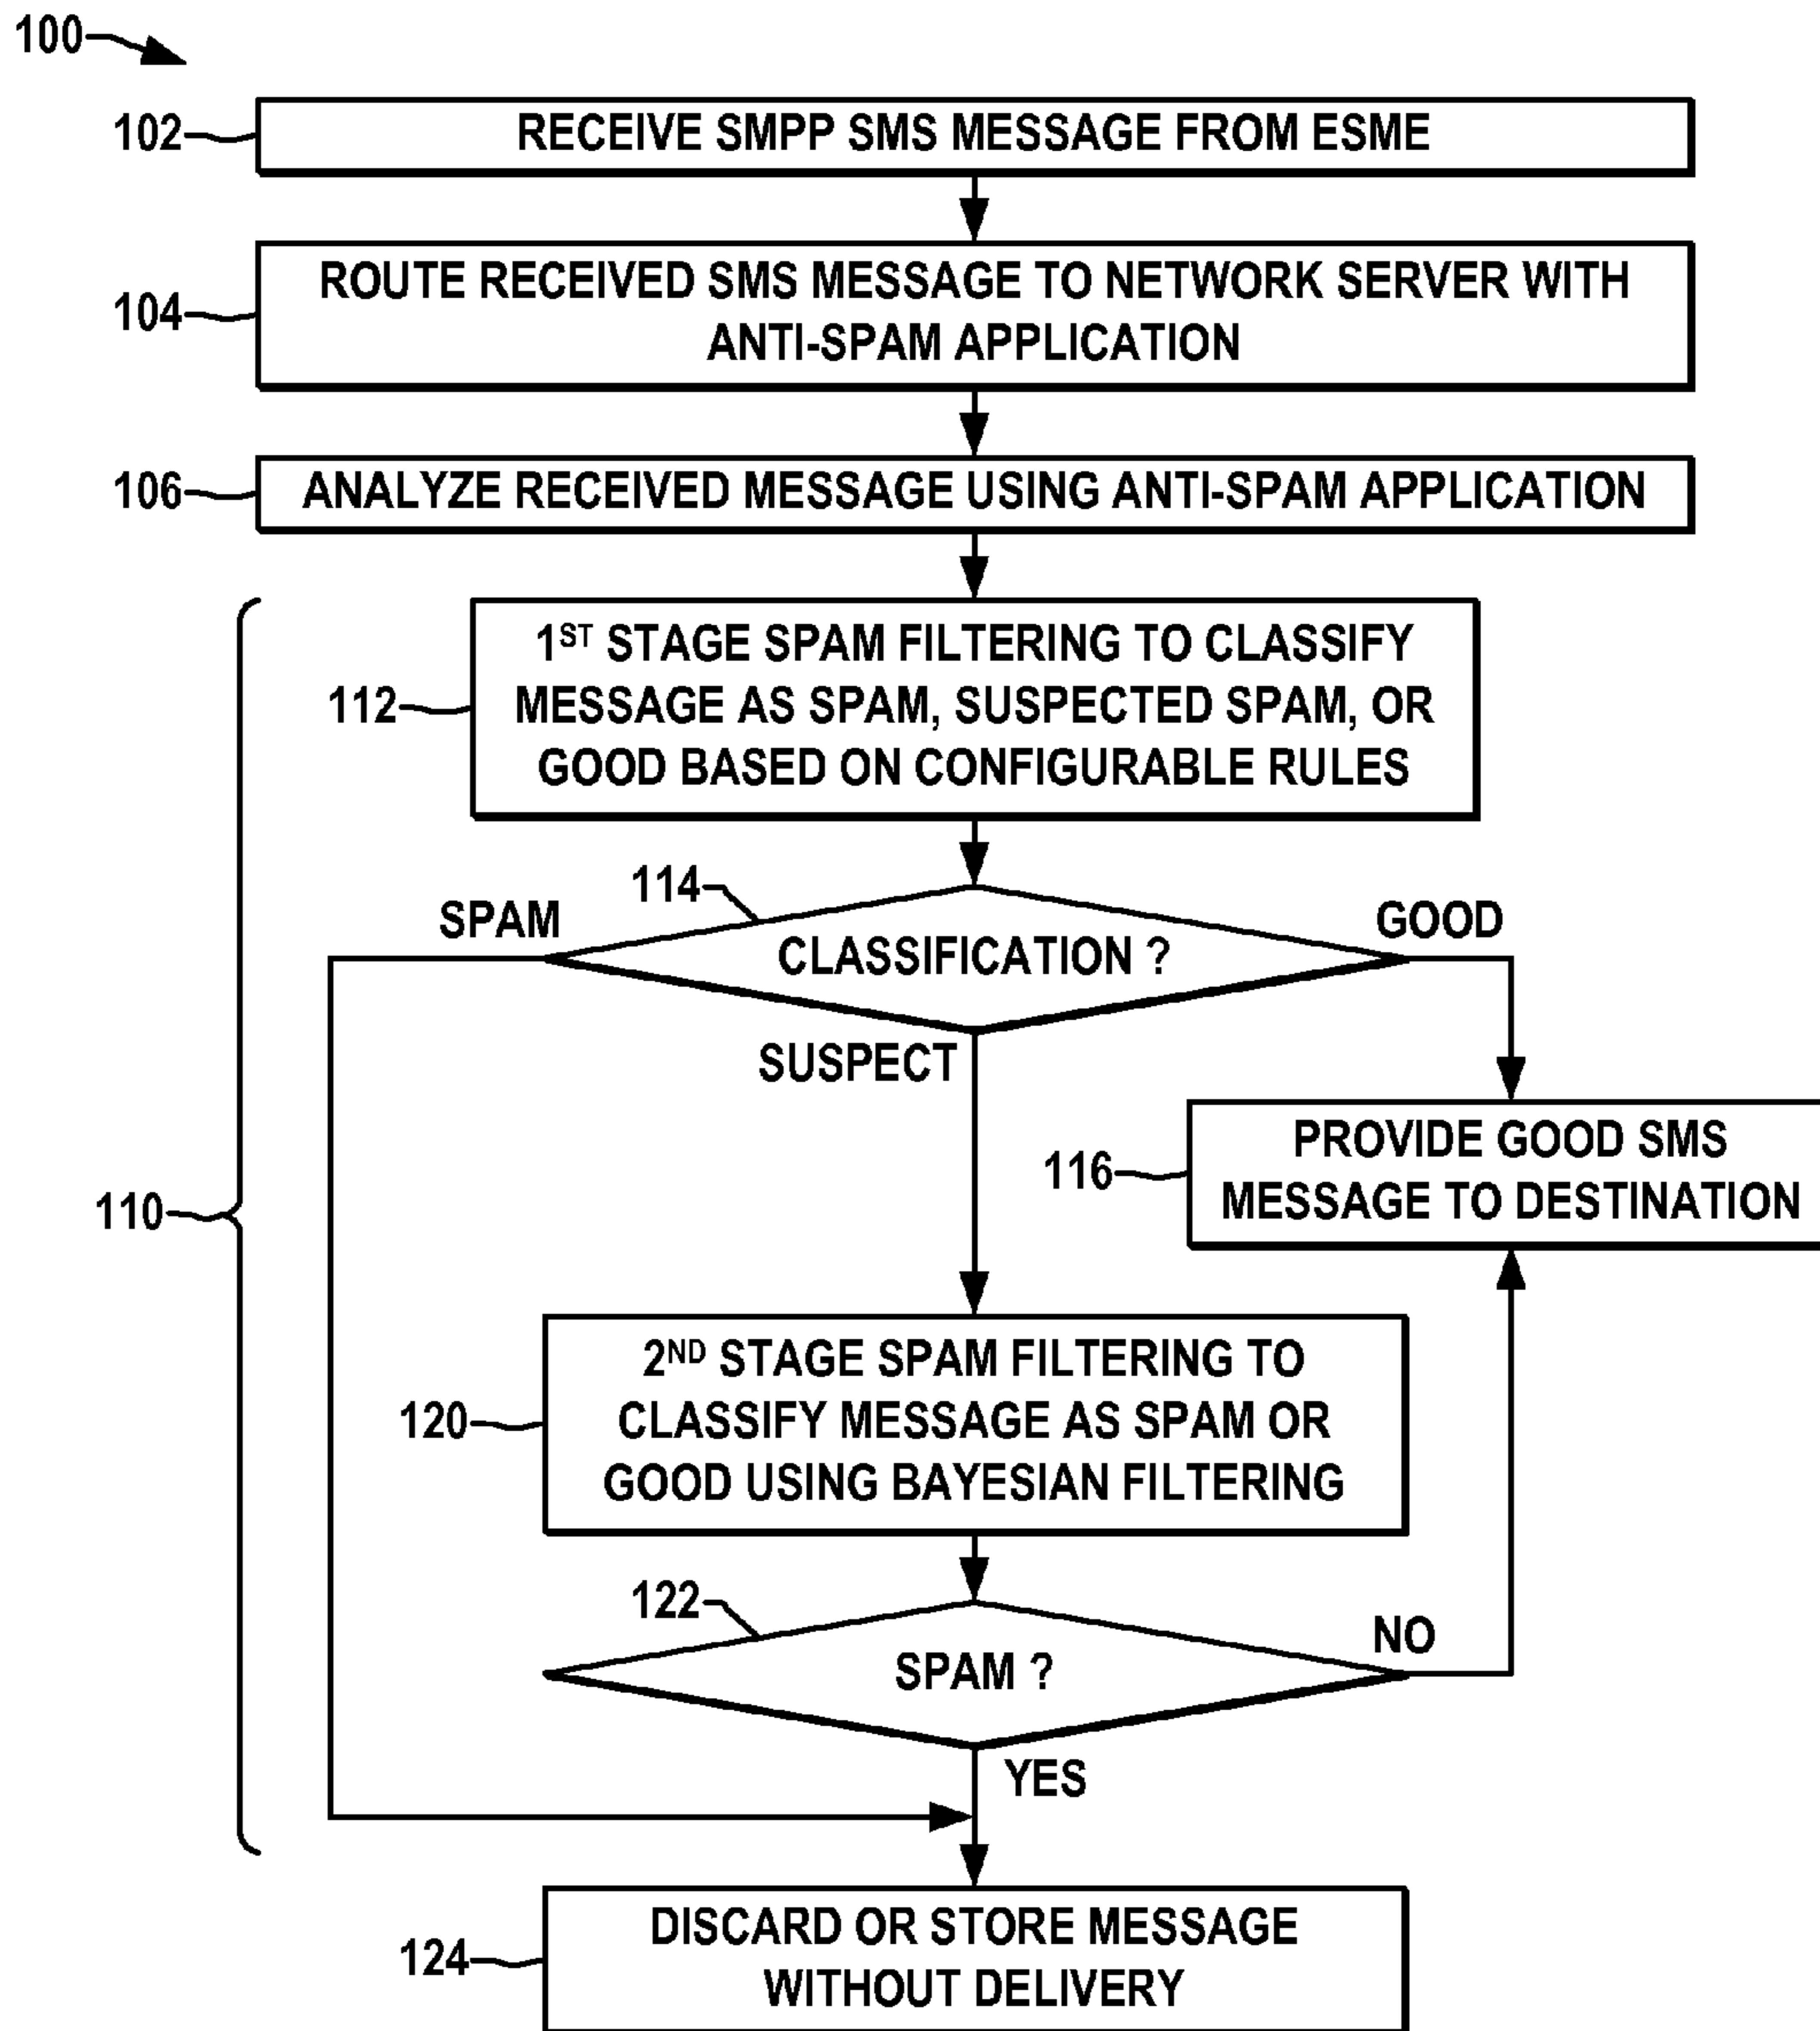 100
102
RECEIVE SMPP SMS MESSAGE FROM ESME
104
ROUTE RECEIVED SMS MESSAGE TO NETWORK SERVER WITH
ANTI-SPAM APPLICATION
106
ANALYZE RECEIVED MESSAGE USING ANTI-SPAM APPLICATION
110
112
1ST STAGE SPAM FILTERING TO CLASSIFY
MESSAGE AS SPAM, SUSPECTED SPAM, OR
GOOD BASED ON CONFIGURABLE RULES
114
SPAM
CLASSIFICATION ?
GOOD
SUSPECT
116
PROVIDE GOOD SMS
MESSAGE TO DESTINATION
120
2ND STAGE SPAM FILTERING TO
CLASSIFY MESSAGE AS SPAM OR
GOOD USING BAYESIAN FILTERING
122
SPAM ?
NO
YES
124
DISCARD OR STORE MESSAGE
WITHOUT DELIVERY